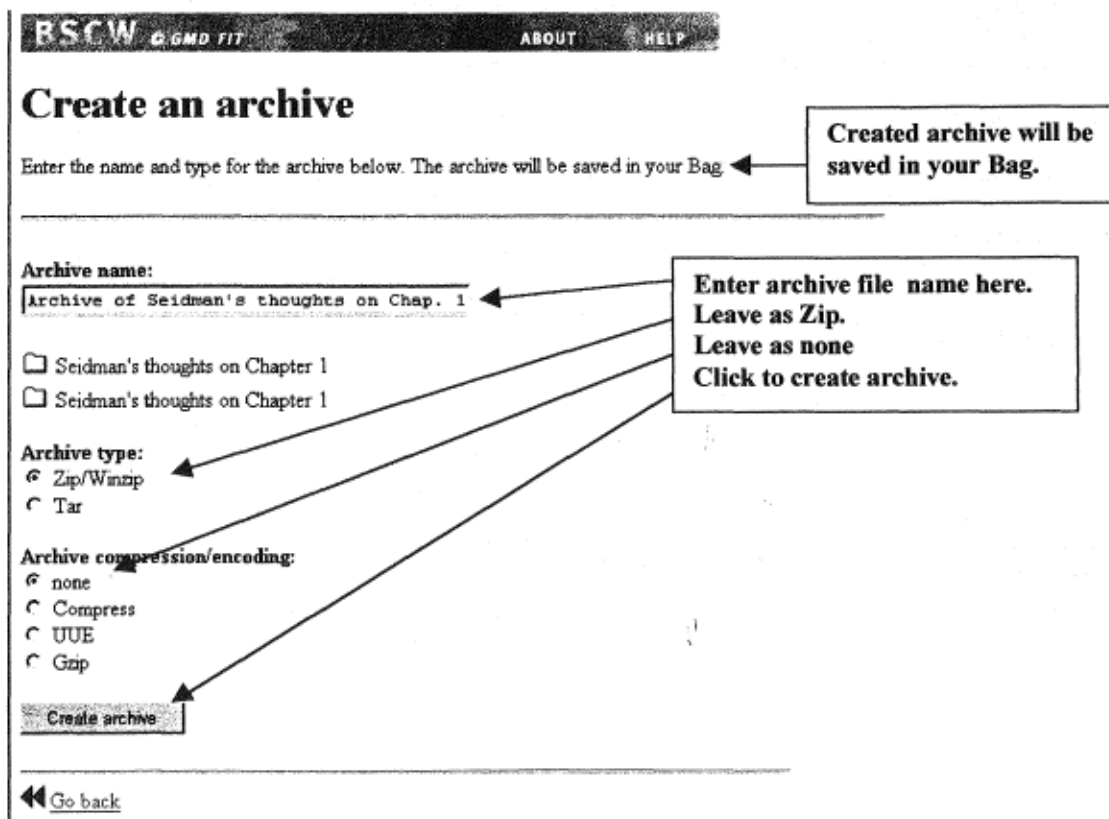 BSCW © GMD FIT ABOUT HELP
Create an archive
Enter the name and type for the archive below. The archive will be saved in your Bag.
Created archive will be
saved in your Bag.
Archive name:
Archive of Seidman's thoughts on Chap. 1
Enter archive file name here.
Leave as Zip.
Leave as none
Click to create archive.
Seidman's thoughts on Chapter 1
Seidman's thoughts on Chapter 1
Archive type:
Zip/Winzip
Tar
Archive compression/encoding:
none
Compress
UUE
Gzip
Create archive
Go back